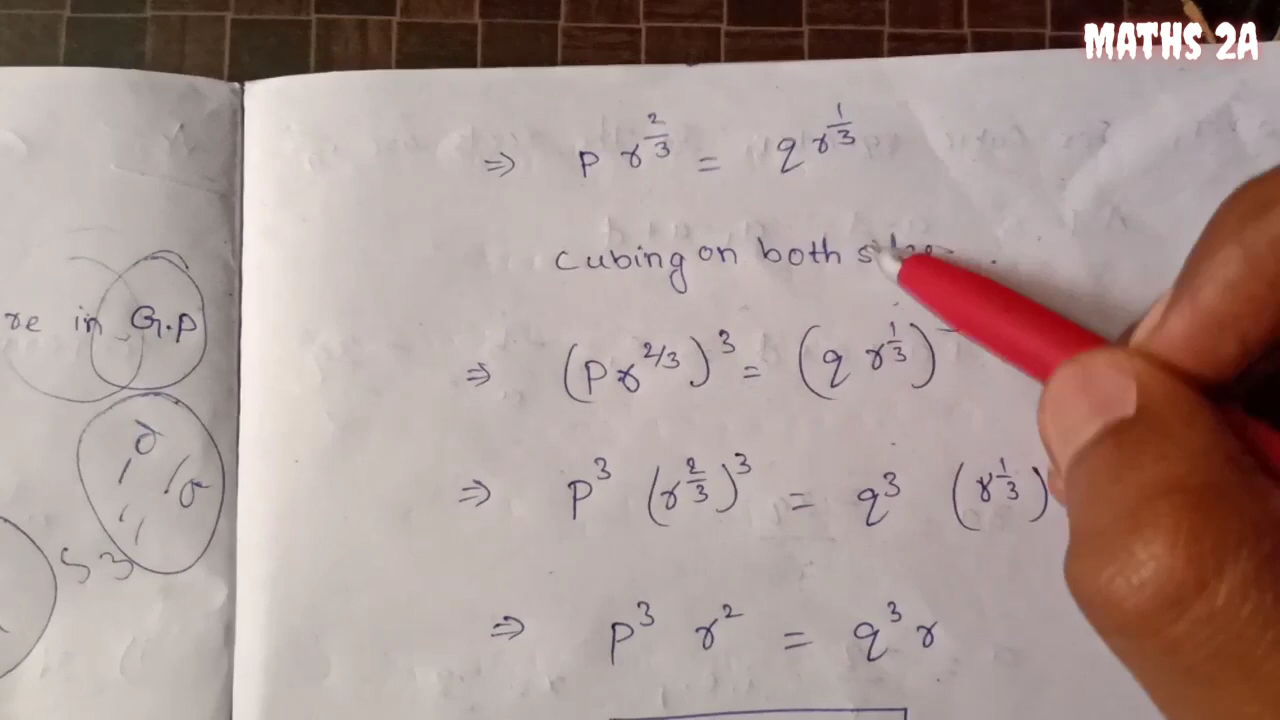 MATHS 2A
⇒ p r^{2/3} = q r^{1/3}
cubing on both
re in G.P
⇒ (p r^{2/3})^3 = (q r^{1/3})
⇒ p^3 (r^{2/3})^3 = q^3 (r^{1/3})
S3
⇒ p^3 r^2 = q^3 r